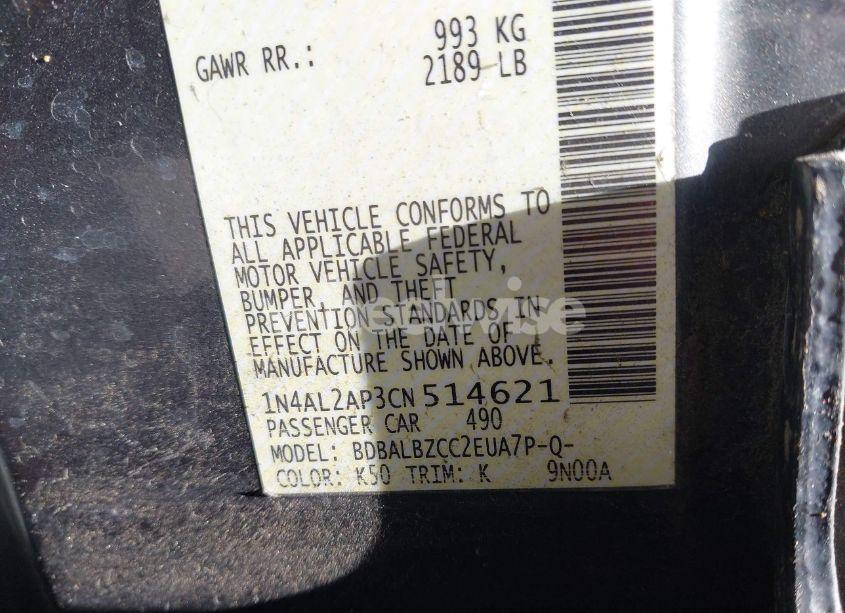 GAWR RR.: 993 KG
2189 LB
THIS VEHICLE CONFORMS TO
ALL APPLICABLE FEDERAL
MOTOR VEHICLE SAFETY,
BUMPER, AND THEFT
PREVENTION STANDARDS IN
EFFECT ON THE DATE OF
MANUFACTURE SHOWN ABOVE.
1N4AL2AP3CN514621
PASSENGER CAR 490
MODEL: BDBALBZCC2EUA7P-Q-
COLOR: K50 TRIM: K 9N00A